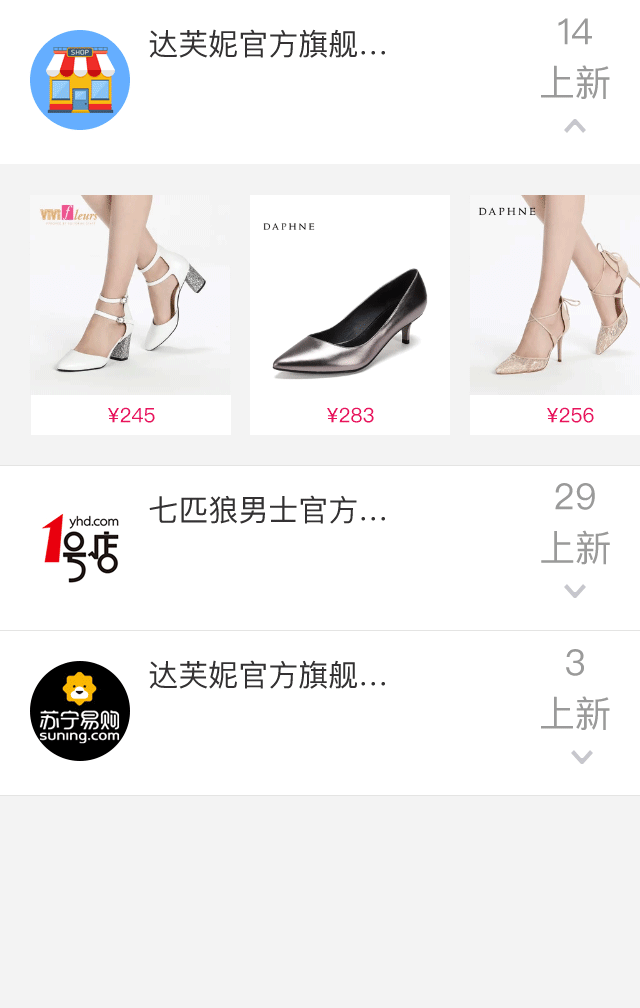 SHOP
达芙妮官方旗舰...
14
上新
ViVi fleurs
DAPHNE
DAPHNE
¥245
¥283
¥256
yhd.com
1号店
七匹狼男士官方...
29
上新
苏宁易购
suning.com
达芙妮官方旗舰...
3
上新